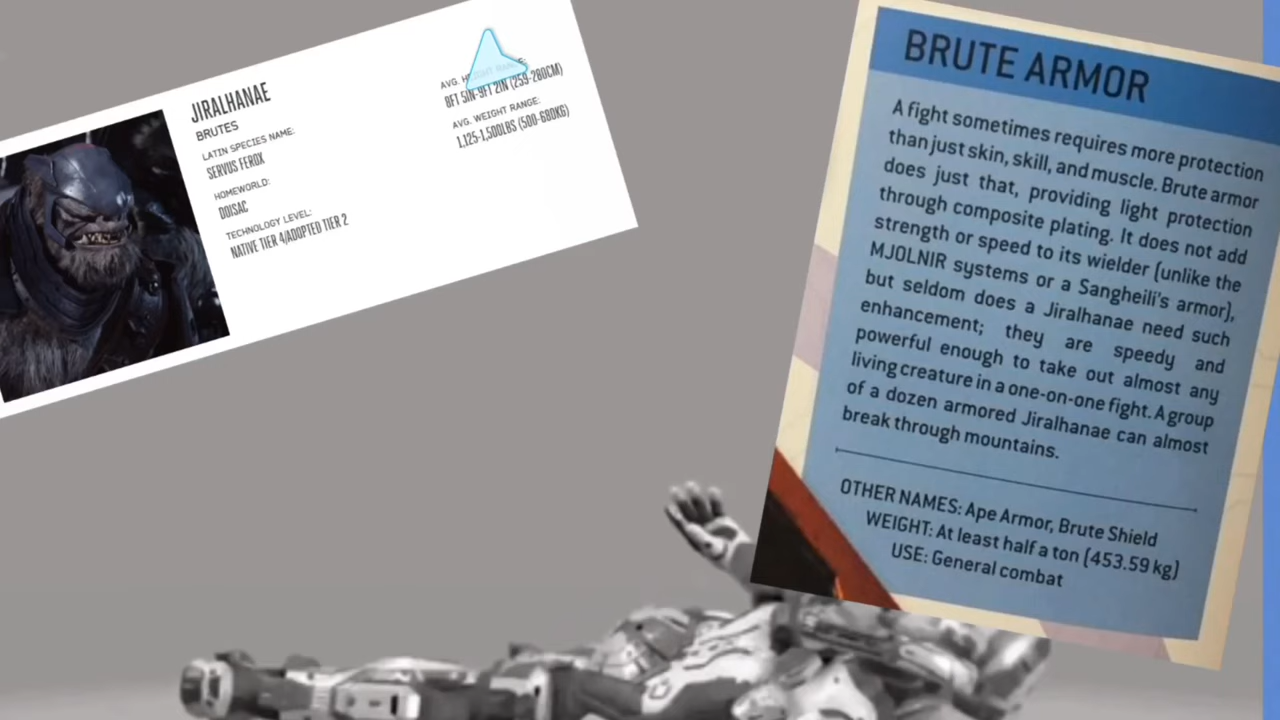 JIRALHANAE
BRUTES
LATIN SPECIES NAME:
SERVUS FEROX
HOMEWORLD:
DOISAC
TECHNOLOGY LEVEL:
NATIVE TIER 4/ADOPTED TIER 2
AVG. HEIGHT RANGE:
8FT 5IN-9FT 2IN (259-280CM)
AVG. WEIGHT RANGE:
1,125-1,500LBS (500-680KG)
BRUTE ARMOR
A fight sometimes requires more protection
than just skin, skill, and muscle. Brute armor
does just that, providing light protection
through composite plating. It does not add
strength or speed to its wielder (unlike the
MJOLNIR systems or a Sangheili's armor),
but seldom does a Jiralhanae need such
enhancement; they are speedy and
powerful enough to take out almost any
living creature in a one-on-one fight. A group
of a dozen armored Jiralhanae can almost
break through mountains.
OTHER NAMES: Ape Armor, Brute Shield
WEIGHT: At least half a ton (453.59 kg)
USE: General combat